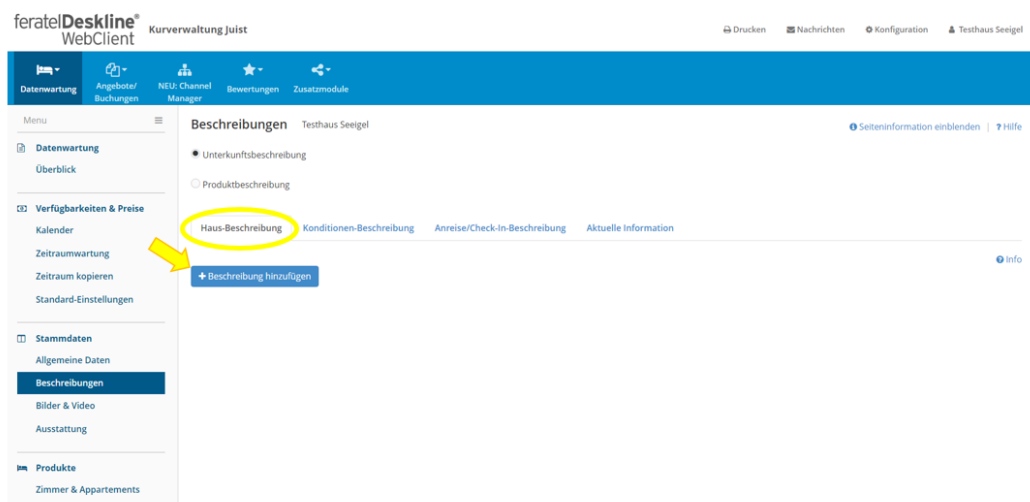 feratelDeskline®
WebClient
Kurverwaltung Juist
Drucken
Nachrichten
Konfiguration
Testhaus Seeigel
Datenwartung
Angebote/
Buchungen
NEU: Channel
Manager
Bewertungen
Zusatzmodule
Menu
Datenwartung
Überblick
Verfügbarkeiten & Preise
Kalender
Zeitraumwartung
Zeitraum kopieren
Standard-Einstellungen
Stammdaten
Allgemeine Daten
Beschreibungen
Bilder & Video
Ausstattung
Produkte
Zimmer & Appartements
Beschreibungen Testhaus Seeigel
Seiteninformation einblenden | ? Hilfe
Unterkunftsbeschreibung
Produktbeschreibung
Haus-Beschreibung
Konditionen-Beschreibung
Anreise/Check-In-Beschreibung
Aktuelle Information
Info
+ Beschreibung hinzufügen